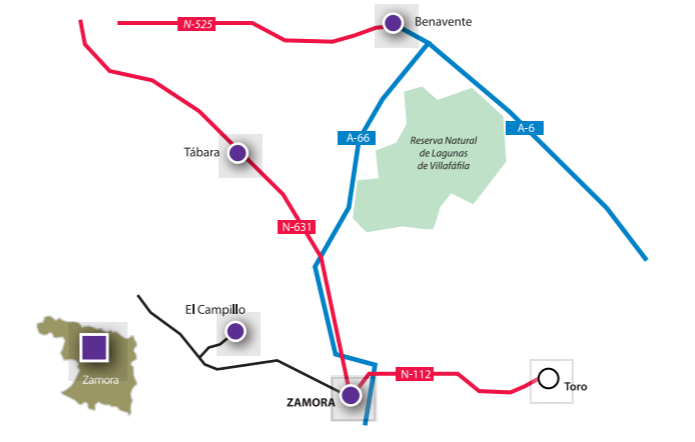 N-525
Benavente
A-66
A-6
Reserva Natural
de Lagunas
de Villafáfila
Tábara
N-631
El Campillo
Zamora
N-112
Toro
ZAMORA